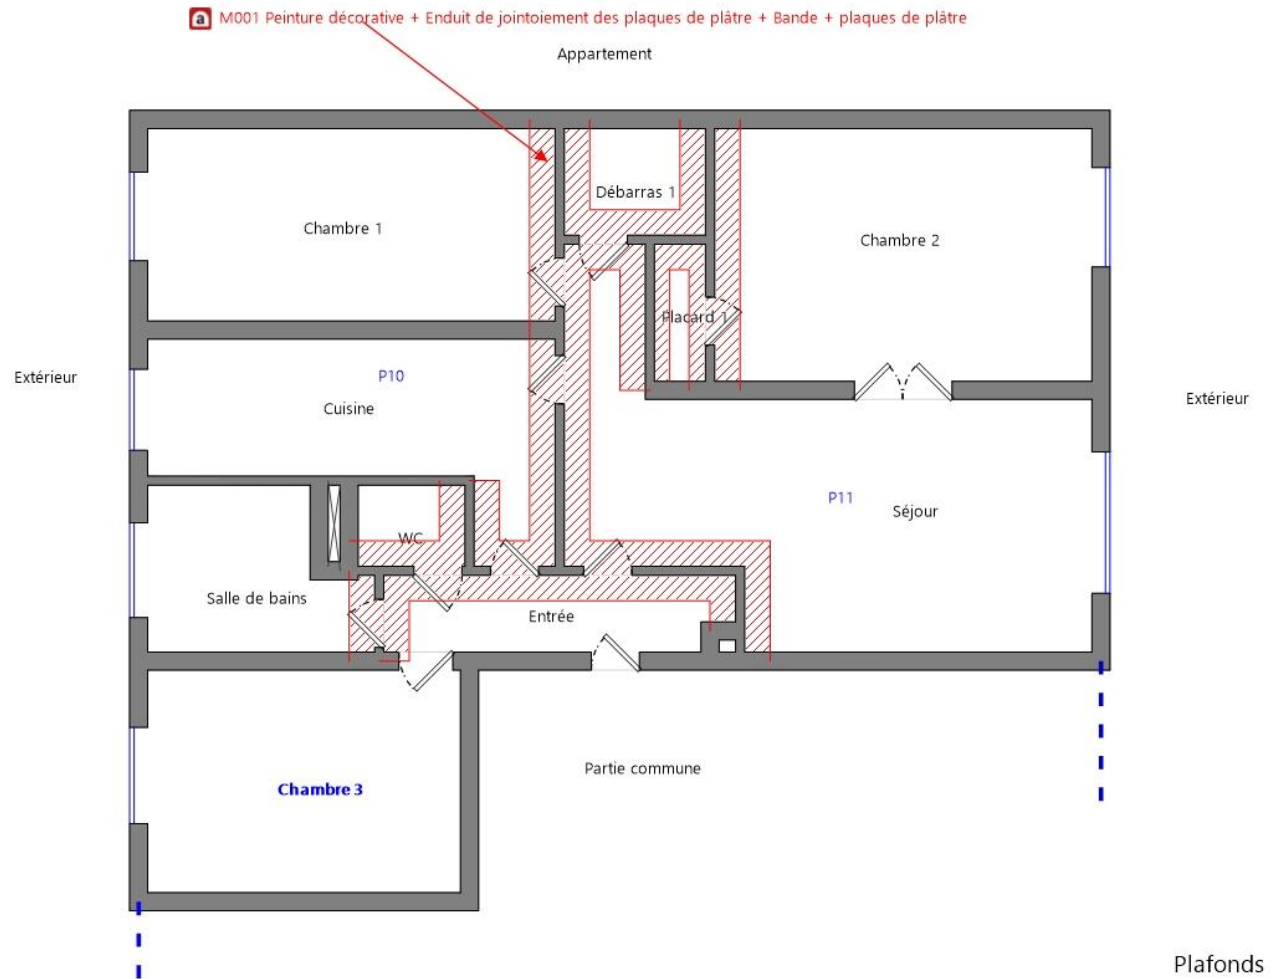 a M001 Peinture décorative + Enduit de jointoiement des plaques de plâtre + Bande + plaques de plâtre
Appartement
Débarras 1
Chambre 1
Chambre 2
Placard 1
Extérieur
P10
Extérieur
Cuisine
P11
Séjour
WC
Salle de bains
Entrée
Partie commune
Chambre 3
Plafonds